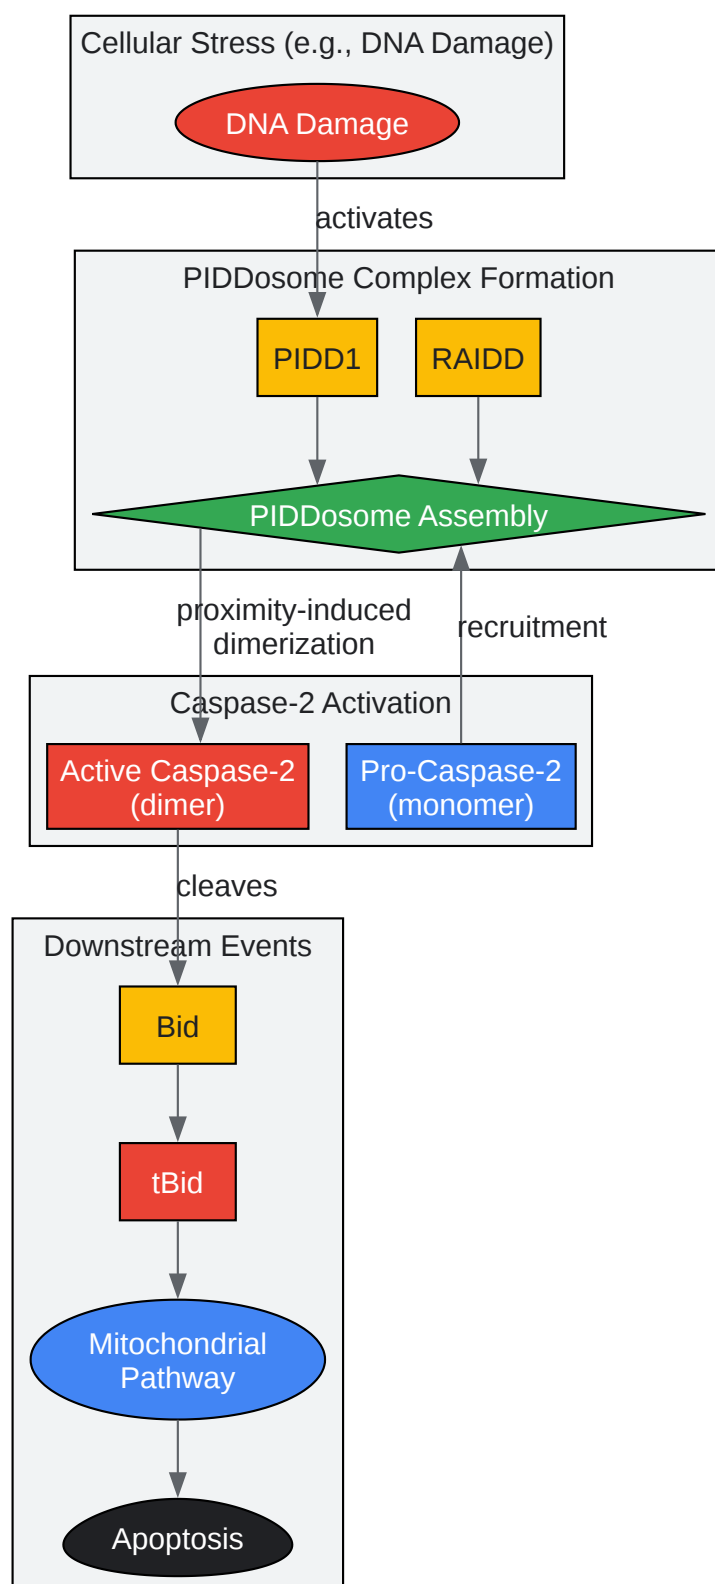 Cellular Stress (e.g., DNA Damage)
DNA Damage
activates
PIDDosome Complex Formation
PIDD1
RAIDD
PIDDosome Assembly
proximity-induced
dimerization
recruitment
Caspase-2 Activation
Active Caspase-2
(dimer)
Pro-Caspase-2
(monomer)
cleaves
Downstream Events
Bid
tBid
Mitochondrial
Pathway
Apoptosis